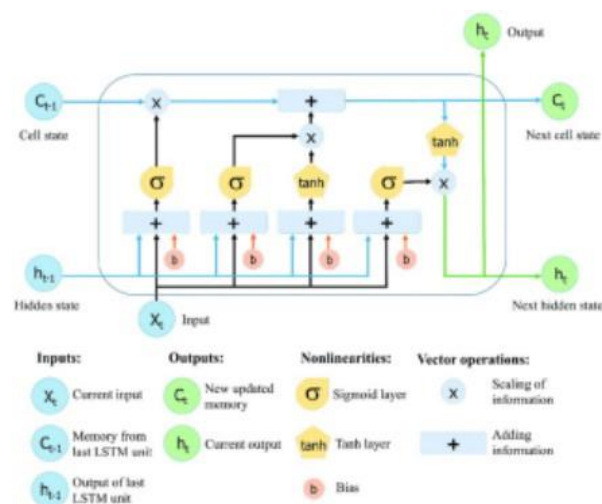 hₜ Output
Cₜ₋₁ x + Cₜ
Cell state Next cell state
x tanh
σ σ tanh σ x
+ + + +
b b b b
hₜ₋₁ hₜ
Hidden state Next hidden state
Xₜ Input
Inputs: Outputs: Nonlinearities: Vector operations:
Xₜ Current input
Cₜ₋₁ Memory from
last LSTM unit
hₜ₋₁ Output of last
LSTM unit
Cₜ New updated
memory
hₜ Current output
σ Sigmoid layer
tanh Tanh layer
b Bias
x Scaling of
information
+ Adding
information